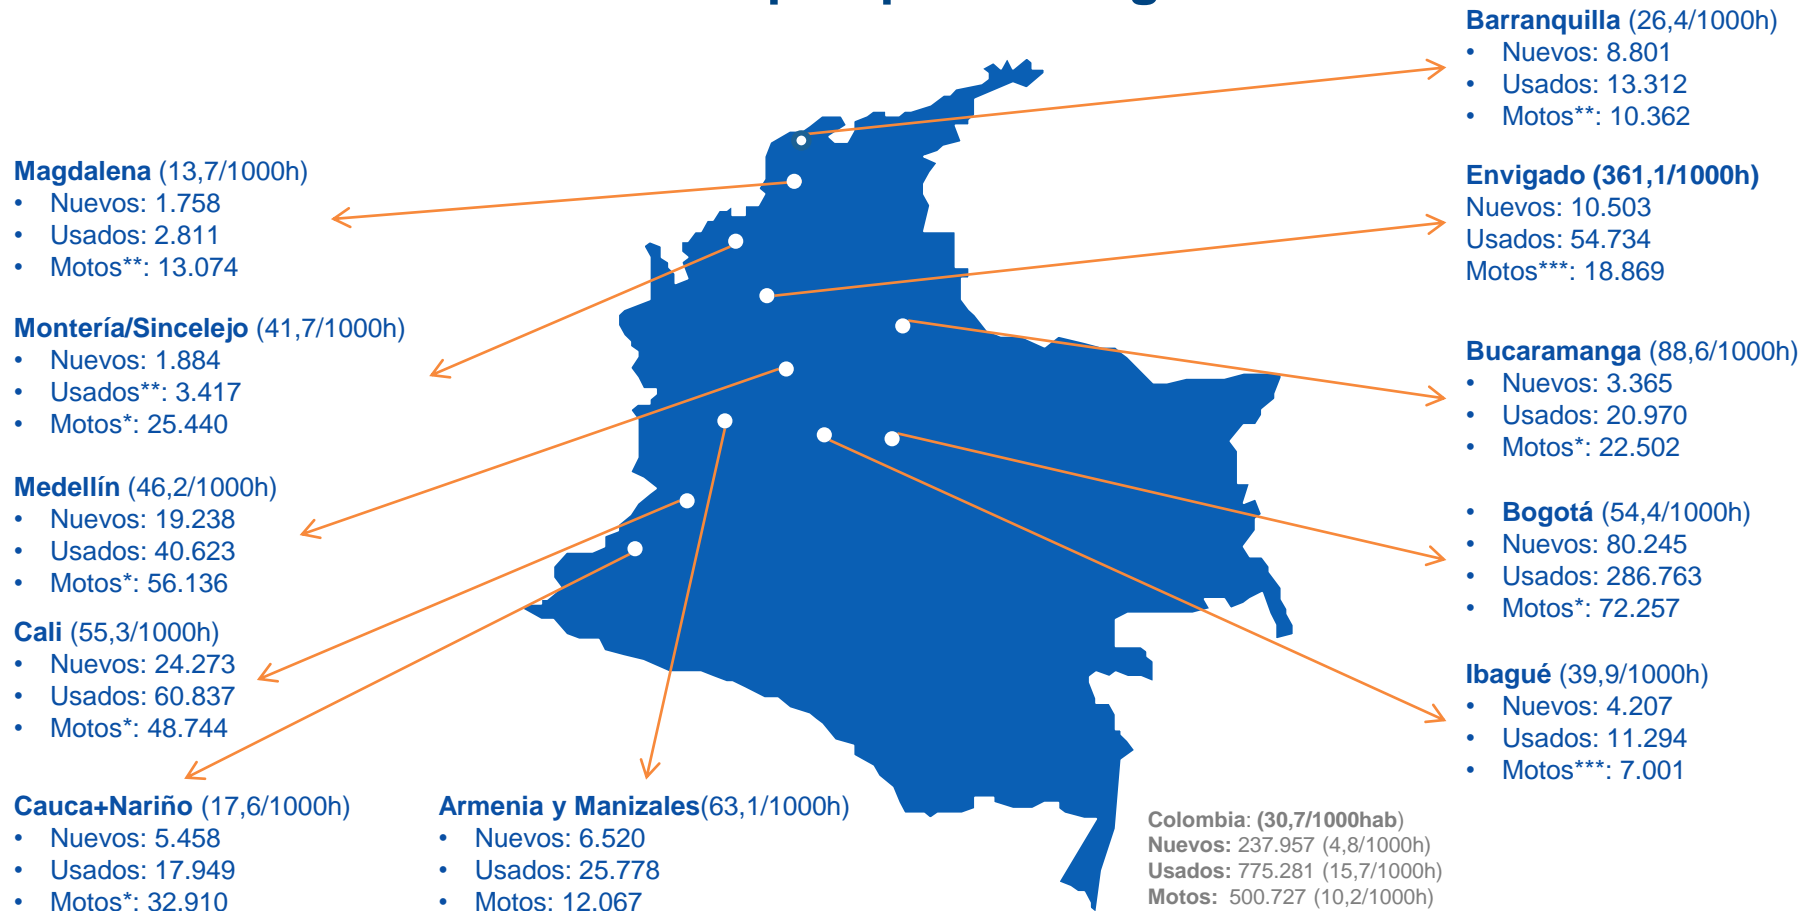 Magdalena (13,7/1000h)
• Nuevos: 1.758
• Usados: 2.811
• Motos**: 13.074
Montería/Sincelejo (41,7/1000h)
• Nuevos: 1.884
• Usados**: 3.417
• Motos*: 25.440
Medellín (46,2/1000h)
• Nuevos: 19.238
• Usados: 40.623
• Motos*: 56.136
Cali (55,3/1000h)
• Nuevos: 24.273
• Usados: 60.837
• Motos*: 48.744
Cauca+Nariño (17,6/1000h)
• Nuevos: 5.458
• Usados: 17.949
• Motos*: 32.910
Armenia y Manizales(63,1/1000h)
• Nuevos: 6.520
• Usados: 25.778
• Motos: 12.067
Barranquilla (26,4/1000h)
• Nuevos: 8.801
• Usados: 13.312
• Motos**: 10.362
Envigado (361,1/1000h)
Nuevos: 10.503
Usados: 54.734
Motos***: 18.869
Bucaramanga (88,6/1000h)
• Nuevos: 3.365
• Usados: 20.970
• Motos*: 22.502
• Bogotá (54,4/1000h)
• Nuevos: 80.245
• Usados: 286.763
• Motos*: 72.257
Ibagué (39,9/1000h)
• Nuevos: 4.207
• Usados: 11.294
• Motos***: 7.001
Colombia: (30,7/1000hab)
Nuevos: 237.957 (4,8/1000h)
Usados: 775.281 (15,7/1000h)
Motos: 500.727 (10,2/1000h)